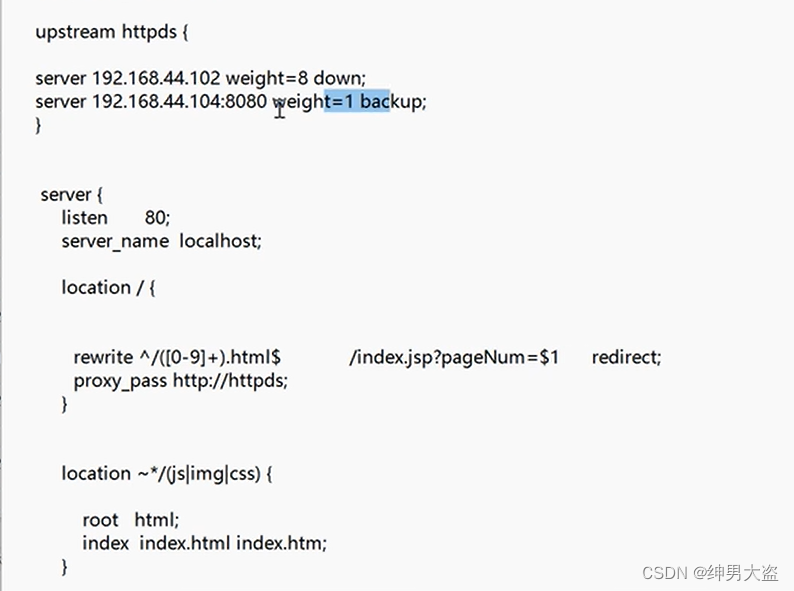 upstream httpds {
server 192.168.44.102 weight=8 down;
server 192.168.44.104:8080 weight=1 backup;
}
server {
listen 80;
server_name localhost;
location / {
rewrite ^/([0-9]+).html$ /index.jsp?pageNum=$1 redirect;
proxy_pass http://httpds;
}
location ~*/(js|img|css) {
root html;
index index.html index.htm;
}
CSDN @绅男大盗